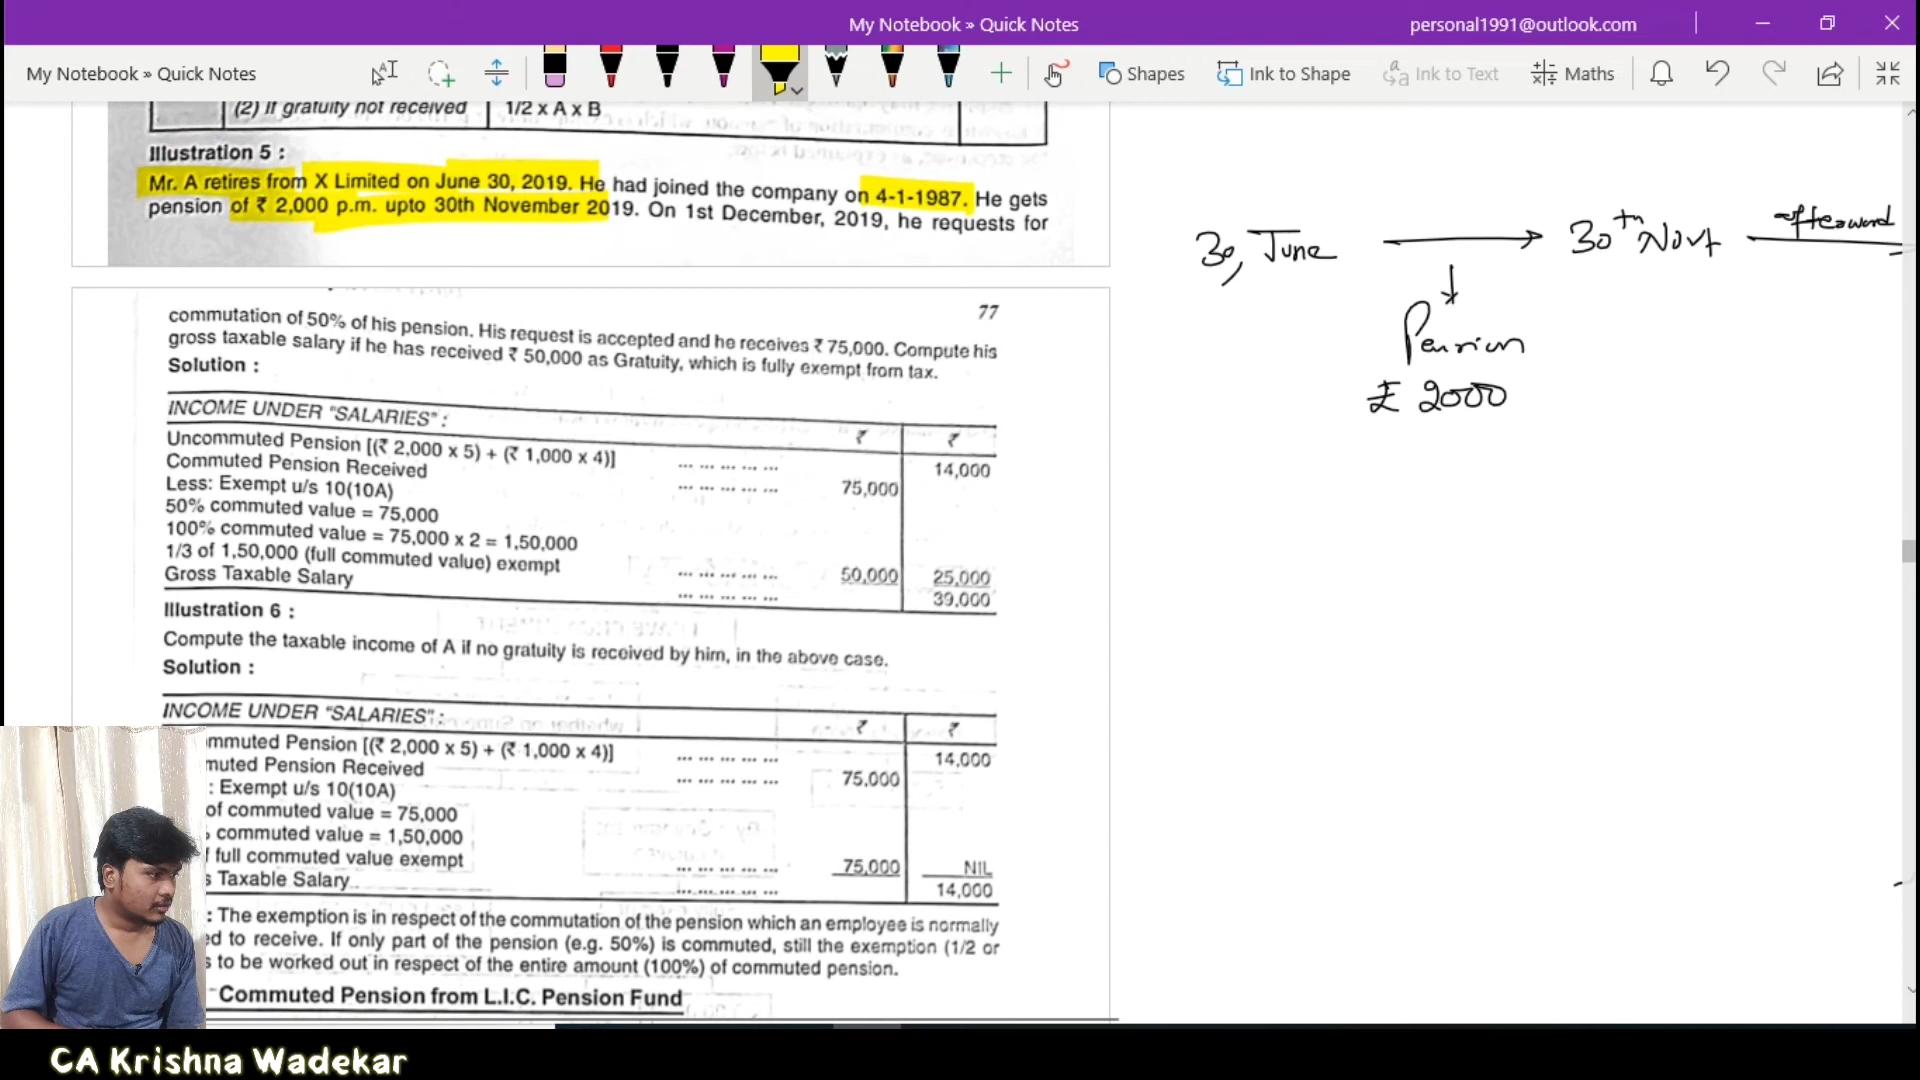 My Notebook » Quick Notes
personal1991@outlook.com
My Notebook » Quick Notes
Shapes
Ink to Shape
Ink to Text
Maths
(2) If gratuity not received 1/2 x A x B
Illustration 5 :
Mr. A retires from X Limited on June 30, 2019. He had joined the company on 4-1-1987. He gets
pension of ₹ 2,000 p.m. upto 30th November 2019. On 1st December, 2019, he requests for
77
commutation of 50% of his pension. His request is accepted and he receives ₹ 75,000. Compute his
gross taxable salary if he has received ₹ 50,000 as Gratuity, which is fully exempt from tax.
Solution :
INCOME UNDER "SALARIES" :
₹ ₹
Uncommuted Pension [(₹ 2,000 x 5) + (₹ 1,000 x 4)] ... ... ... ... ... 14,000
Commuted Pension Received ... ... ... ... ... 75,000
Less: Exempt u/s 10(10A)
50% commuted value = 75,000
100% commuted value = 75,000 x 2 = 1,50,000
1/3 of 1,50,000 (full commuted value) exempt ... ... ... ... ... 50,000 25,000
Gross Taxable Salary ... ... ... ... ... 39,000
Illustration 6 :
Compute the taxable income of A if no gratuity is received by him, in the above case.
Solution :
INCOME UNDER "SALARIES" :
₹ ₹
mmuted Pension [(₹ 2,000 x 5) + (₹ 1,000 x 4)] ... ... ... ... ... 14,000
muted Pension Received ... ... ... ... ... 75,000
: Exempt u/s 10(10A)
of commuted value = 75,000
commuted value = 1,50,000
full commuted value exempt ... ... ... ... ... 75,000 NIL
s Taxable Salary ... ... ... ... ... 14,000
: The exemption is in respect of the commutation of the pension which an employee is normally
ed to receive. If only part of the pension (e.g. 50%) is commuted, still the exemption (1/2 or
s to be worked out in respect of the entire amount (100%) of commuted pension.
Commuted Pension from L.I.C. Pension Fund
30, June
30th Novt
afterward
Pension
₹ 2000
CA Krishna Wadekar